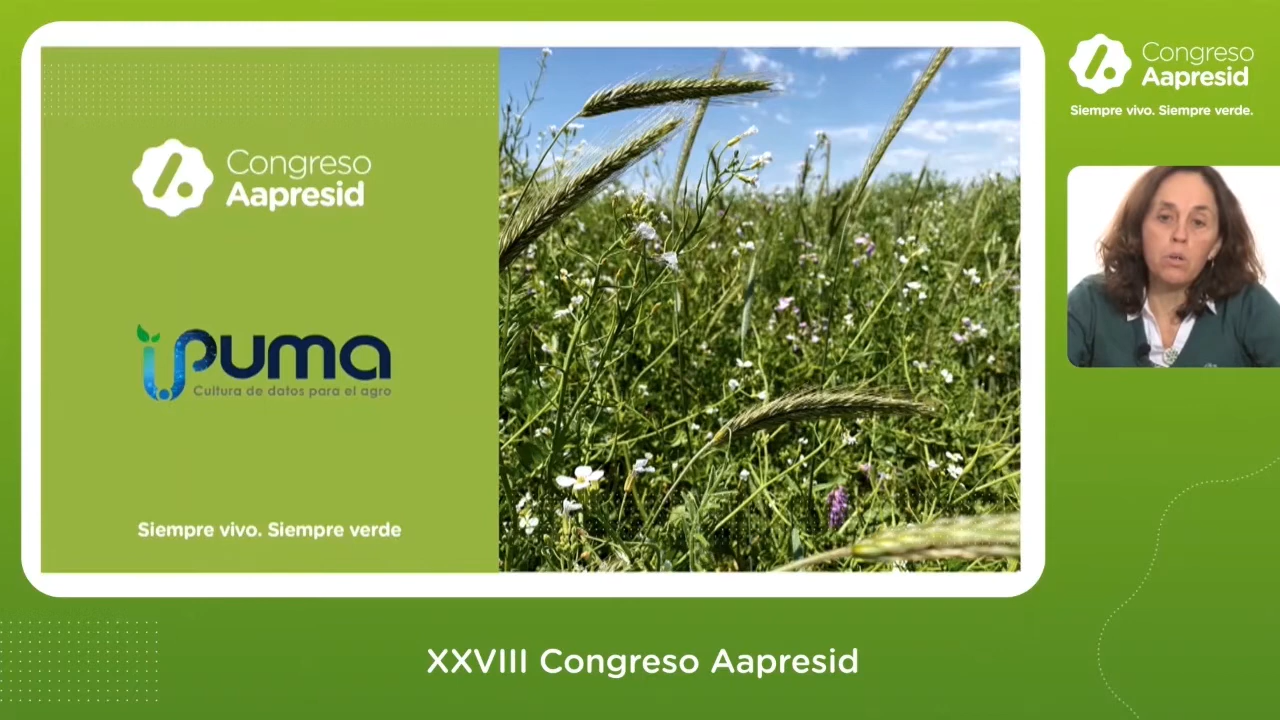 Congreso
Aapresid
PUMA
Cultura de datos para el agro
Siempre vivo. Siempre verde
Congreso
Aapresid
Siempre vivo. Siempre verde.
XXVIII Congreso Aapresid